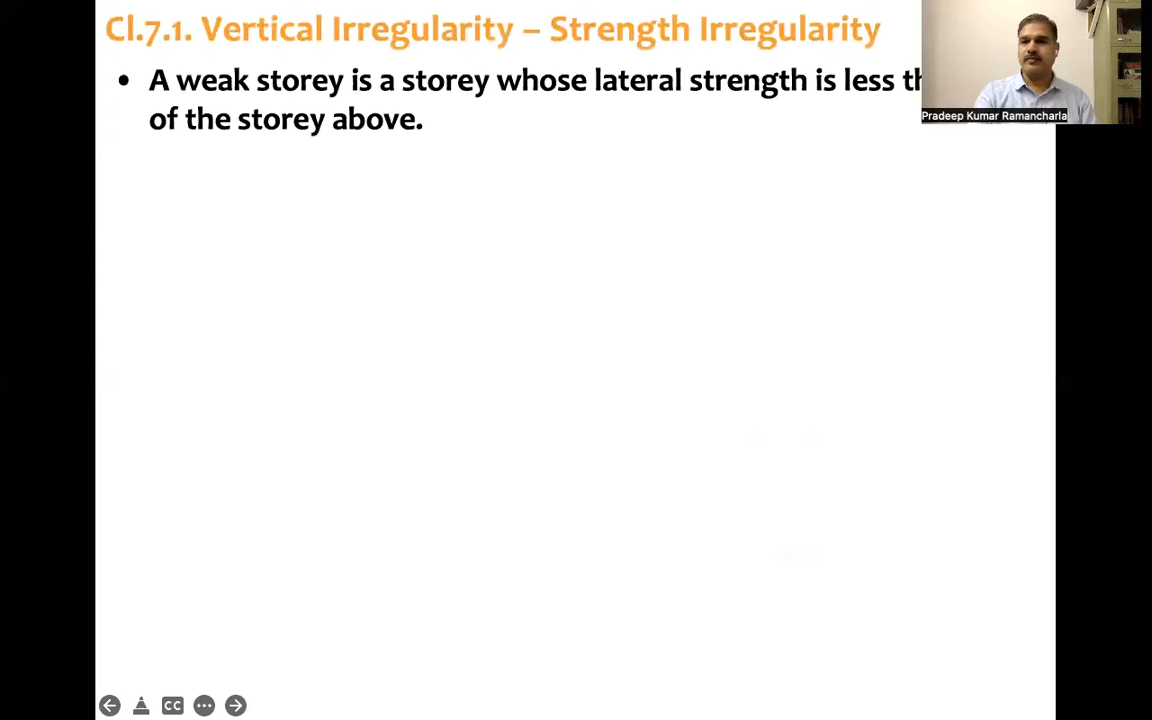 Cl.7.1. Vertical Irregularity – Strength Irregularity
• A weak storey is a storey whose lateral strength is less
of the storey above.
Pradeep Kumar Ramancharla
CC